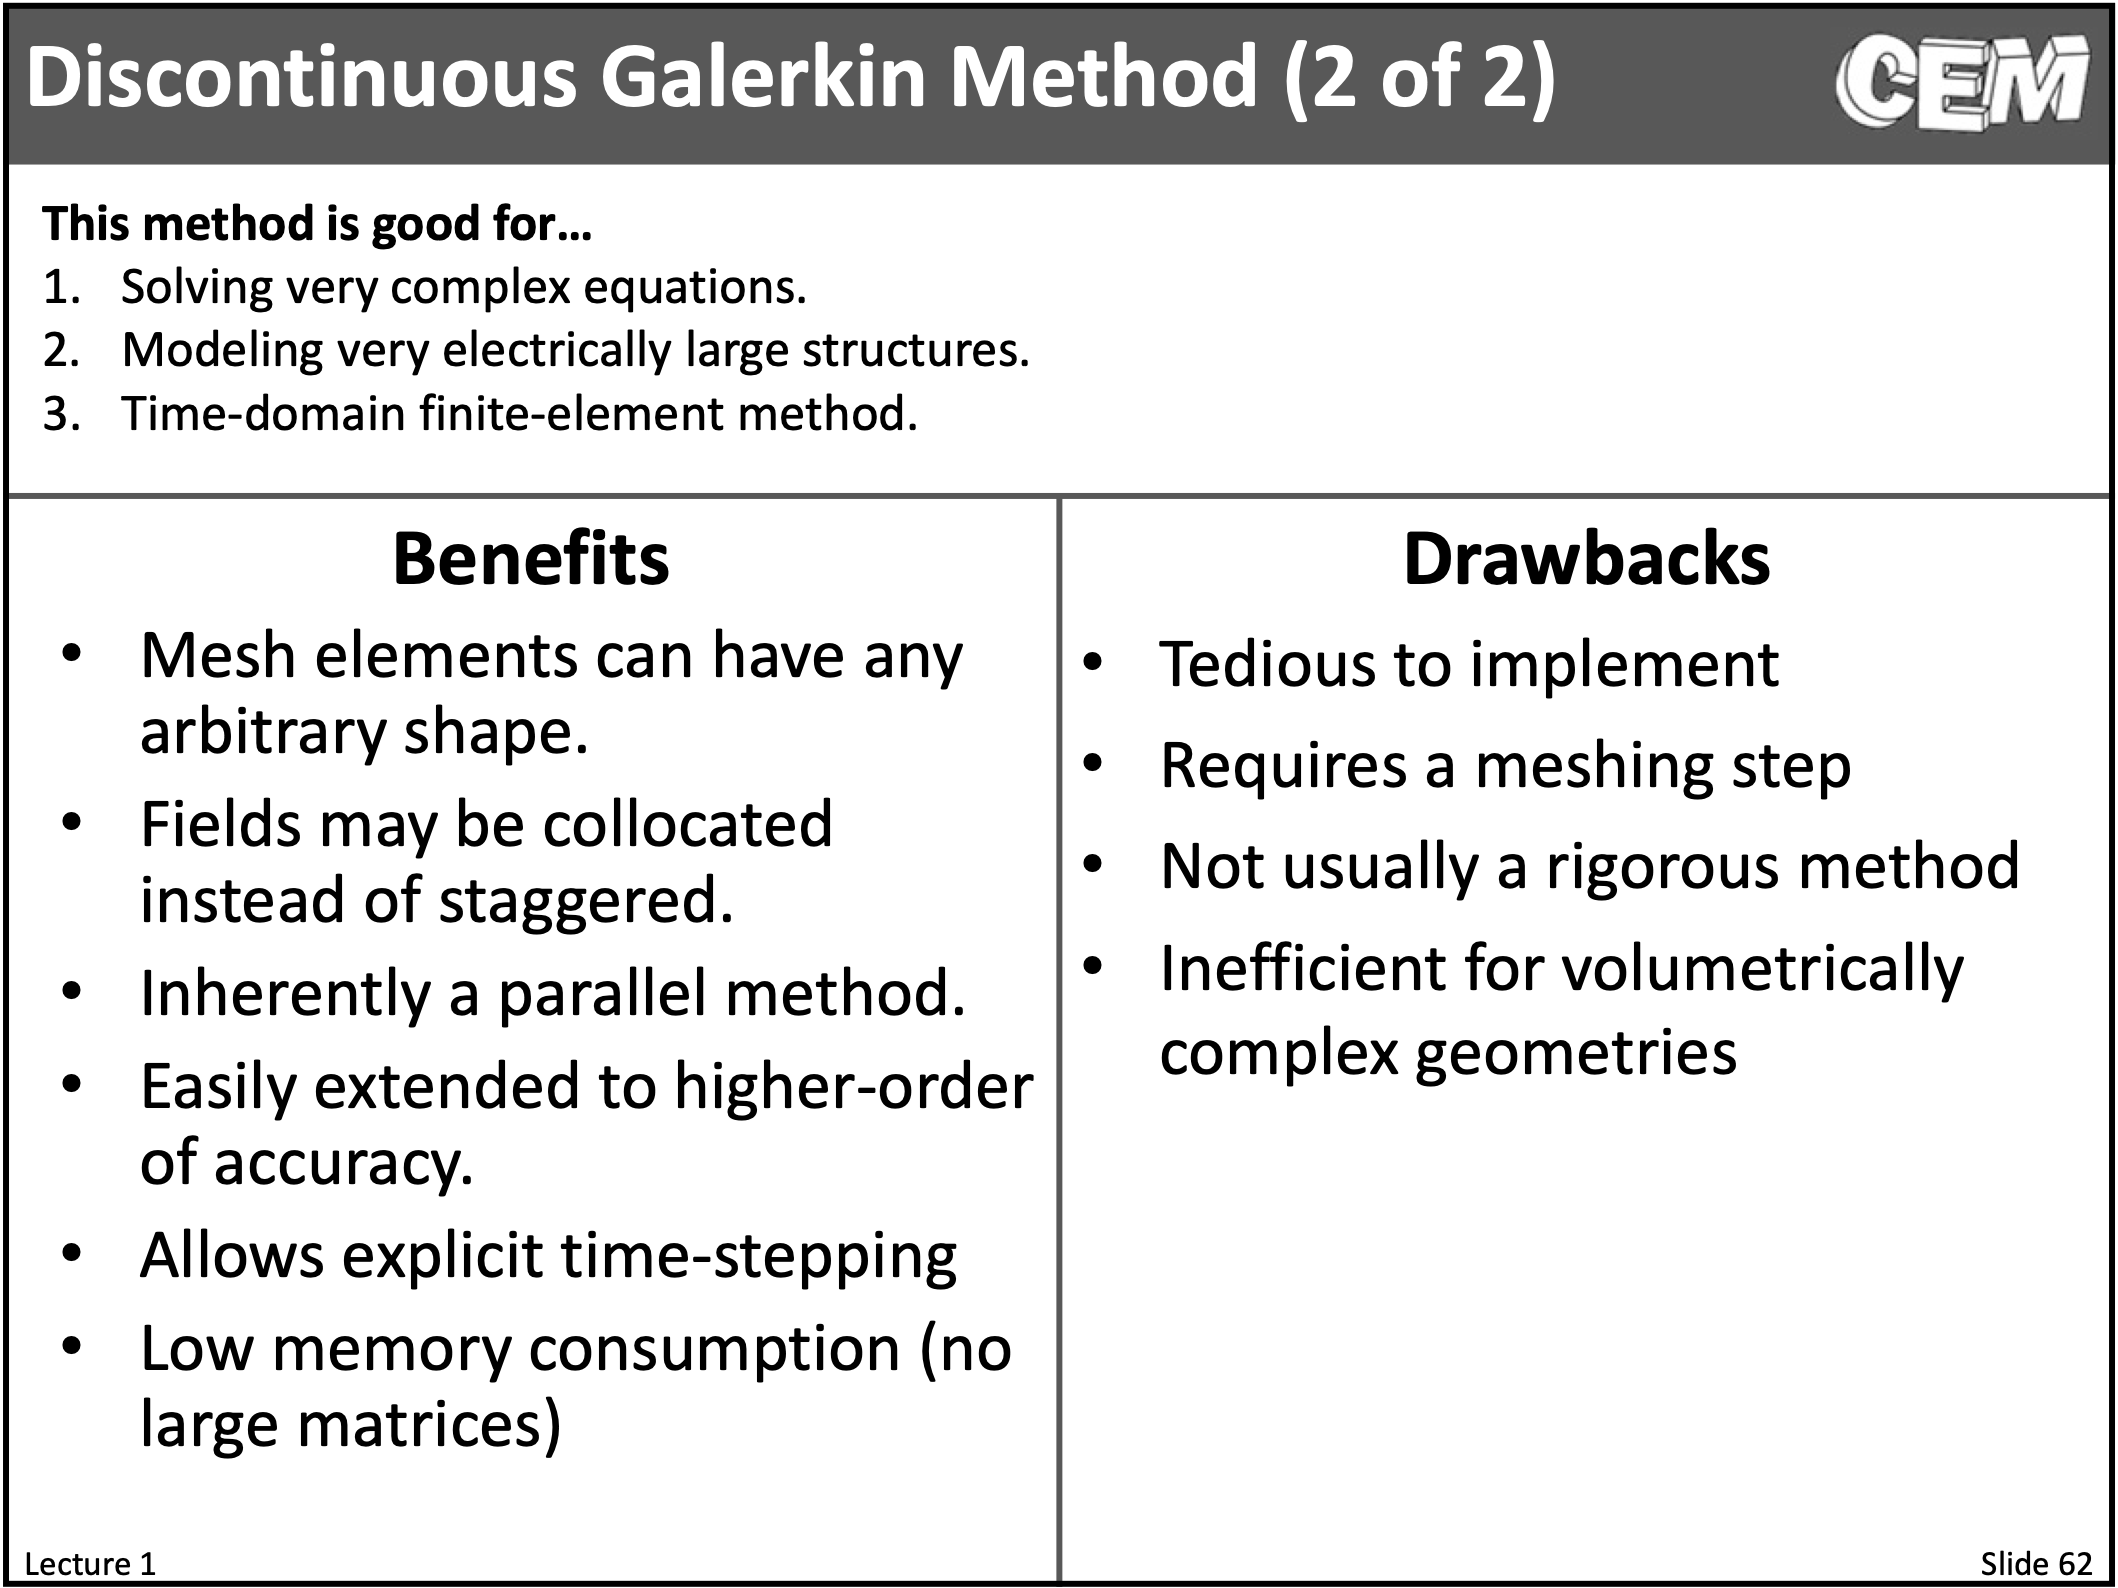 Discontinuous Galerkin Method (2 of 2)
CEM
This method is good for…
1. Solving very complex equations.
2. Modeling very electrically large structures.
3. Time-domain finite-element method.
Benefits
• Mesh elements can have any
arbitrary shape.
• Fields may be collocated
instead of staggered.
• Inherently a parallel method.
• Easily extended to higher-order
of accuracy.
• Allows explicit time-stepping
• Low memory consumption (no
large matrices)
Drawbacks
• Tedious to implement
• Requires a meshing step
• Not usually a rigorous method
• Inefficient for volumetrically
complex geometries
Lecture 1
Slide 62